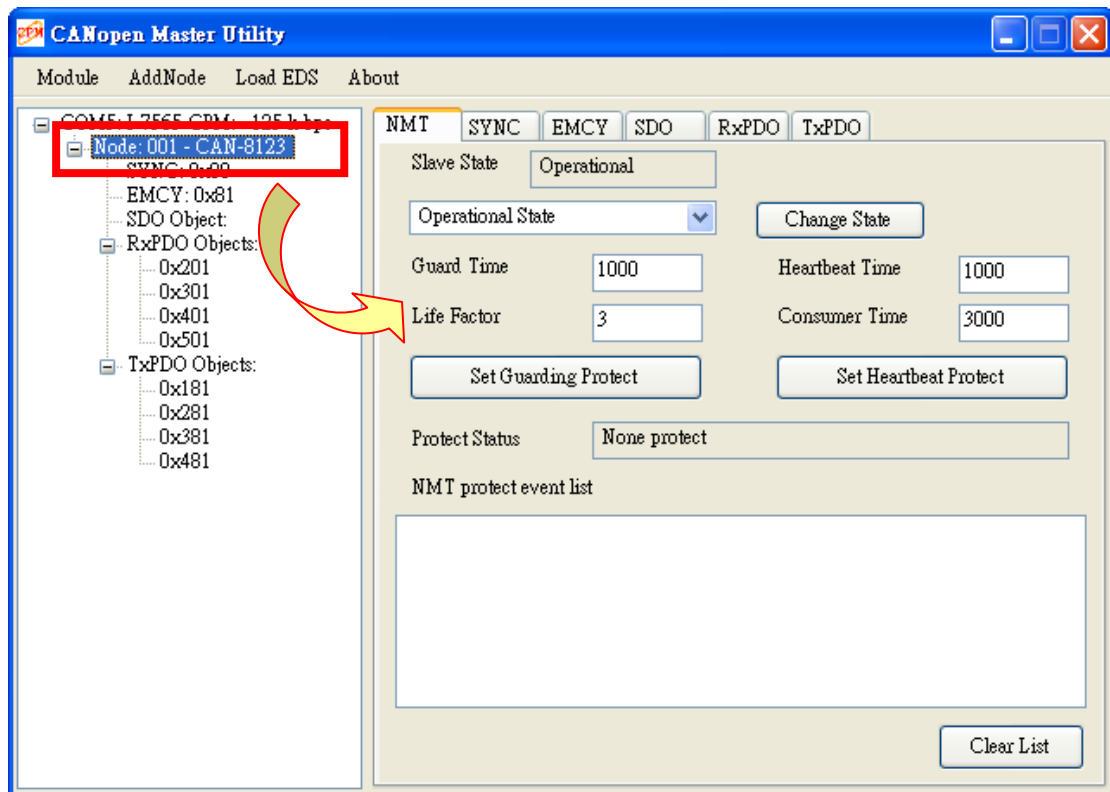 CANopen Master Utility
Module AddNode Load EDS About
Node: 001 - CAN-8123
EMCY: 0x81
SDO Object:
RxPDO Objects:
0x201
0x301
0x401
0x501
TxPDO Objects:
0x181
0x281
0x381
0x481
NMT SYNC EMCY SDO RxPDO TxPDO
Slave State Operational
Operational State Change State
Guard Time 1000 Heartbeat Time 1000
Life Factor 3 Consumer Time 3000
Set Guarding Protect Set Heartbeat Protect
Protect Status None protect
NMT protect event list
Clear List